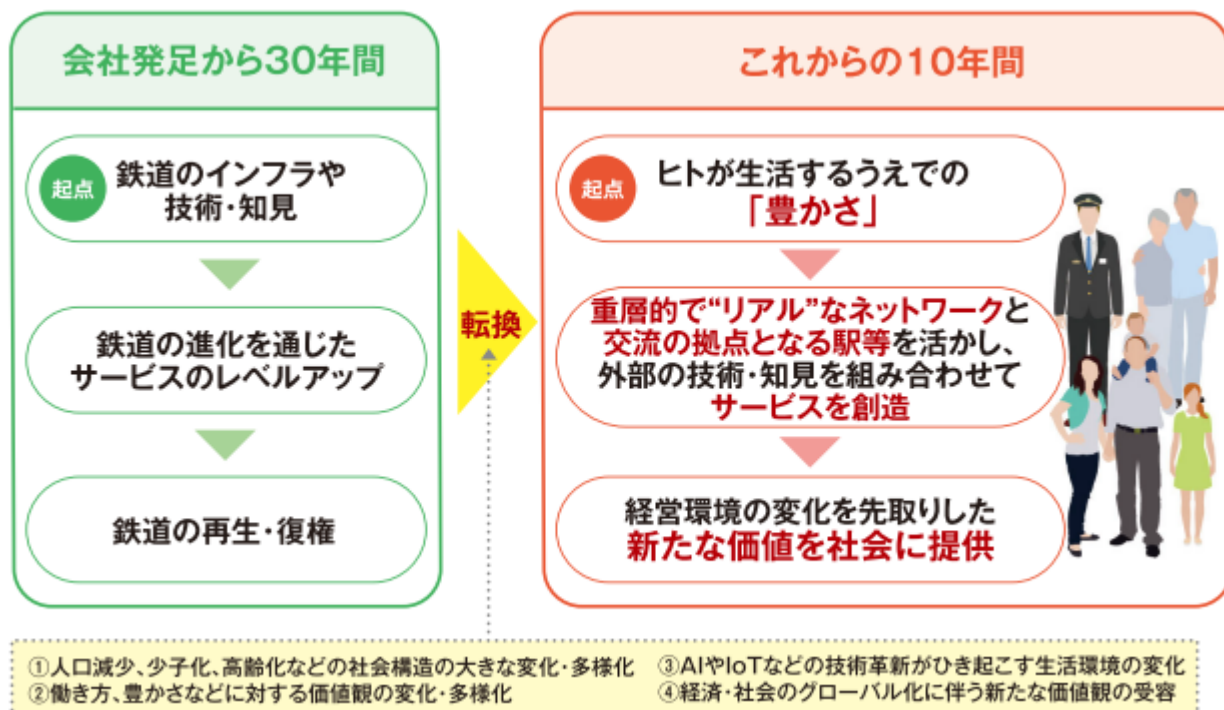 会社発足から30年間
起点
鉄道のインフラや
技術・知見
鉄道の進化を通じた
サービスのレベルアップ
鉄道の再生・復権
転換
これからの10年間
起点
ヒトが生活するうえでの
「豊かさ」
重層的で“リアル”なネットワークと
交流の拠点となる駅等を活かし、
外部の技術・知見を組み合わせて
サービスを創造
経営環境の変化を先取りした
新たな価値を社会に提供
①人口減少、少子化、高齢化などの社会構造の大きな変化・多様化
②働き方、豊かさなどに対する価値観の変化・多様化
③AIやIoTなどの技術革新がひき起こす生活環境の変化
④経済・社会のグローバル化に伴う新たな価値観の受容